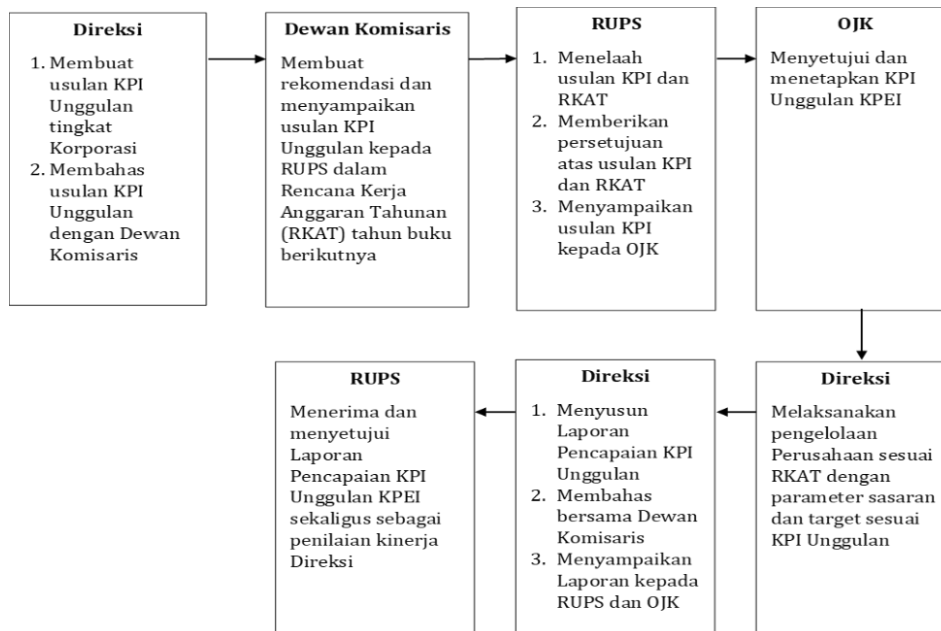 Direksi
1. Membuat
usulan KPI
Unggulan
tingkat
Korporasi
2. Membahas
usulan KPI
Unggulan
dengan Dewan
Komisaris
Dewan Komisaris
Membuat
rekomendasi dan
menyampaikan
usulan KPI
Unggulan kepada
RUPS dalam
Rencana Kerja
Anggaran Tahunan
(RKAT) tahun buku
berikutnya
RUPS
1. Menelaah
usulan KPI dan
RKAT
2. Memberikan
persetujuan
atas usulan KPI
dan RKAT
3. Menyampaikan
usulan KPI
kepada OJK
OJK
Menyetujui dan
menetapkan KPI
Unggulan KPEI
Direksi
Melaksanakan
pengelolaan
Perusahaan sesuai
RKAT dengan
parameter sasaran
dan target sesuai
KPI Unggulan
Direksi
1. Menyusun
Laporan
Pencapaian KPI
Unggulan
2. Membahas
bersama Dewan
Komisaris
3. Menyampaikan
Laporan kepada
RUPS dan OJK
RUPS
Menerima dan
menyetujui
Laporan
Pencapaian KPI
Unggulan KPEI
sekaligus sebagai
penilaian kinerja
Direksi